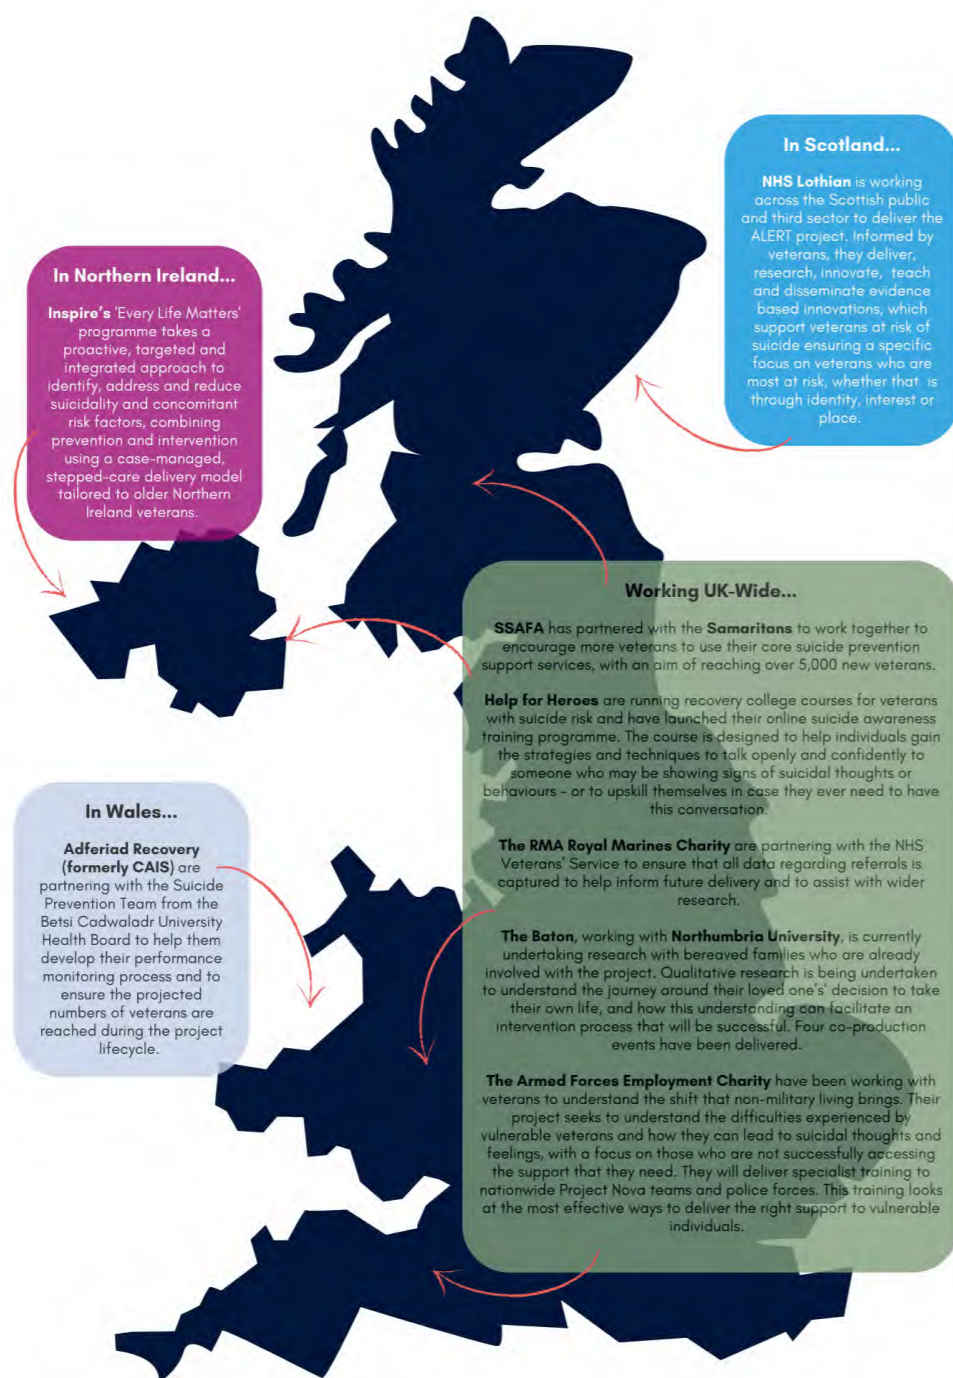 In Scotland...
NHS Lothian is working
across the Scottish public
and third sector to deliver the
ALERT project. Informed by
veterans, they deliver,
research, innovate, teach
and disseminate evidence
based innovations, which
support veterans at risk of
suicide ensuring a specific
focus on veterans who are
most at risk, whether that is
through identity, interest or
place.
In Northern Ireland...
Inspire's 'Every Life Matters'
programme takes a
proactive, targeted and
integrated approach to
identify, address and reduce
suicidality and concomitant
risk factors, combining
prevention and intervention
using a case-managed,
stepped-care delivery model
tailored to older Northern
Ireland veterans.
Working UK-Wide...
SSAFA has partnered with the Samaritans to work together to
encourage more veterans to use their core suicide prevention
support services, with an aim of reaching over 5,000 new veterans.
Help for Heroes are running recovery college courses for veterans
with suicide risk and have launched their online suicide awareness
training programme. The course is designed to help individuals gain
the strategies and techniques to talk openly and confidently to
someone who may be showing signs of suicidal thoughts or
behaviours - or to upskill themselves in case they ever need to have
this conversation.
The RMA Royal Marines Charity are partnering with the NHS
Veterans' Service to ensure that all data regarding referrals is
captured to help inform future delivery and to assist with wider
research.
The Baton, working with Northumbria University, is currently
undertaking research with bereaved families who are already
involved with the project. Qualitative research is being undertaken
to understand the journey around their loved one's' decision to take
their own life, and how this understanding can facilitate an
intervention process that will be successful. Four co-production
events have been delivered.
The Armed Forces Employment Charity have been working with
veterans to understand the shift that non-military living brings. Their
project seeks to understand the difficulties experienced by
vulnerable veterans and how they can lead to suicidal thoughts and
feelings, with a focus on those who are not successfully accessing
the support that they need. They will deliver specialist training to
nationwide Project Nova teams and police forces. This training looks
at the most effective ways to deliver the right support to vulnerable
individuals.
In Wales...
Adferiad Recovery
(formerly CAIS) are
partnering with the Suicide
Prevention Team from the
Betsi Cadwaladr University
Health Board to help them
develop their performance
monitoring process and to
ensure the projected
numbers of veterans are
reached during the project
lifecycle.